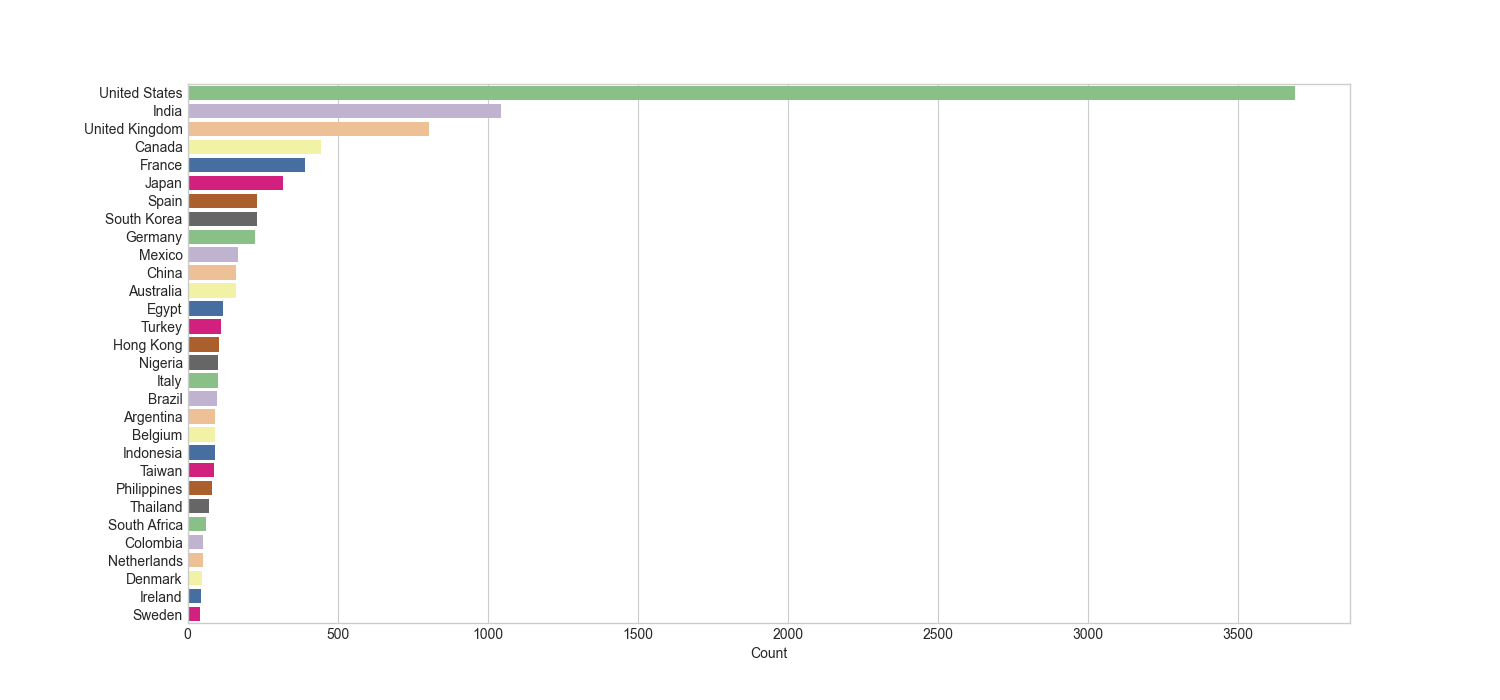 United States
India
United Kingdom
Canada
France
Japan
Spain
South Korea
Germany
Mexico
China
Australia
Egypt
Turkey
Hong Kong
Nigeria
Italy
Brazil
Argentina
Belgium
Indonesia
Taiwan
Philippines
Thailand
South Africa
Colombia
Netherlands
Denmark
Ireland
Sweden
0 500 1000 1500 2000 2500 3000 3500
Count